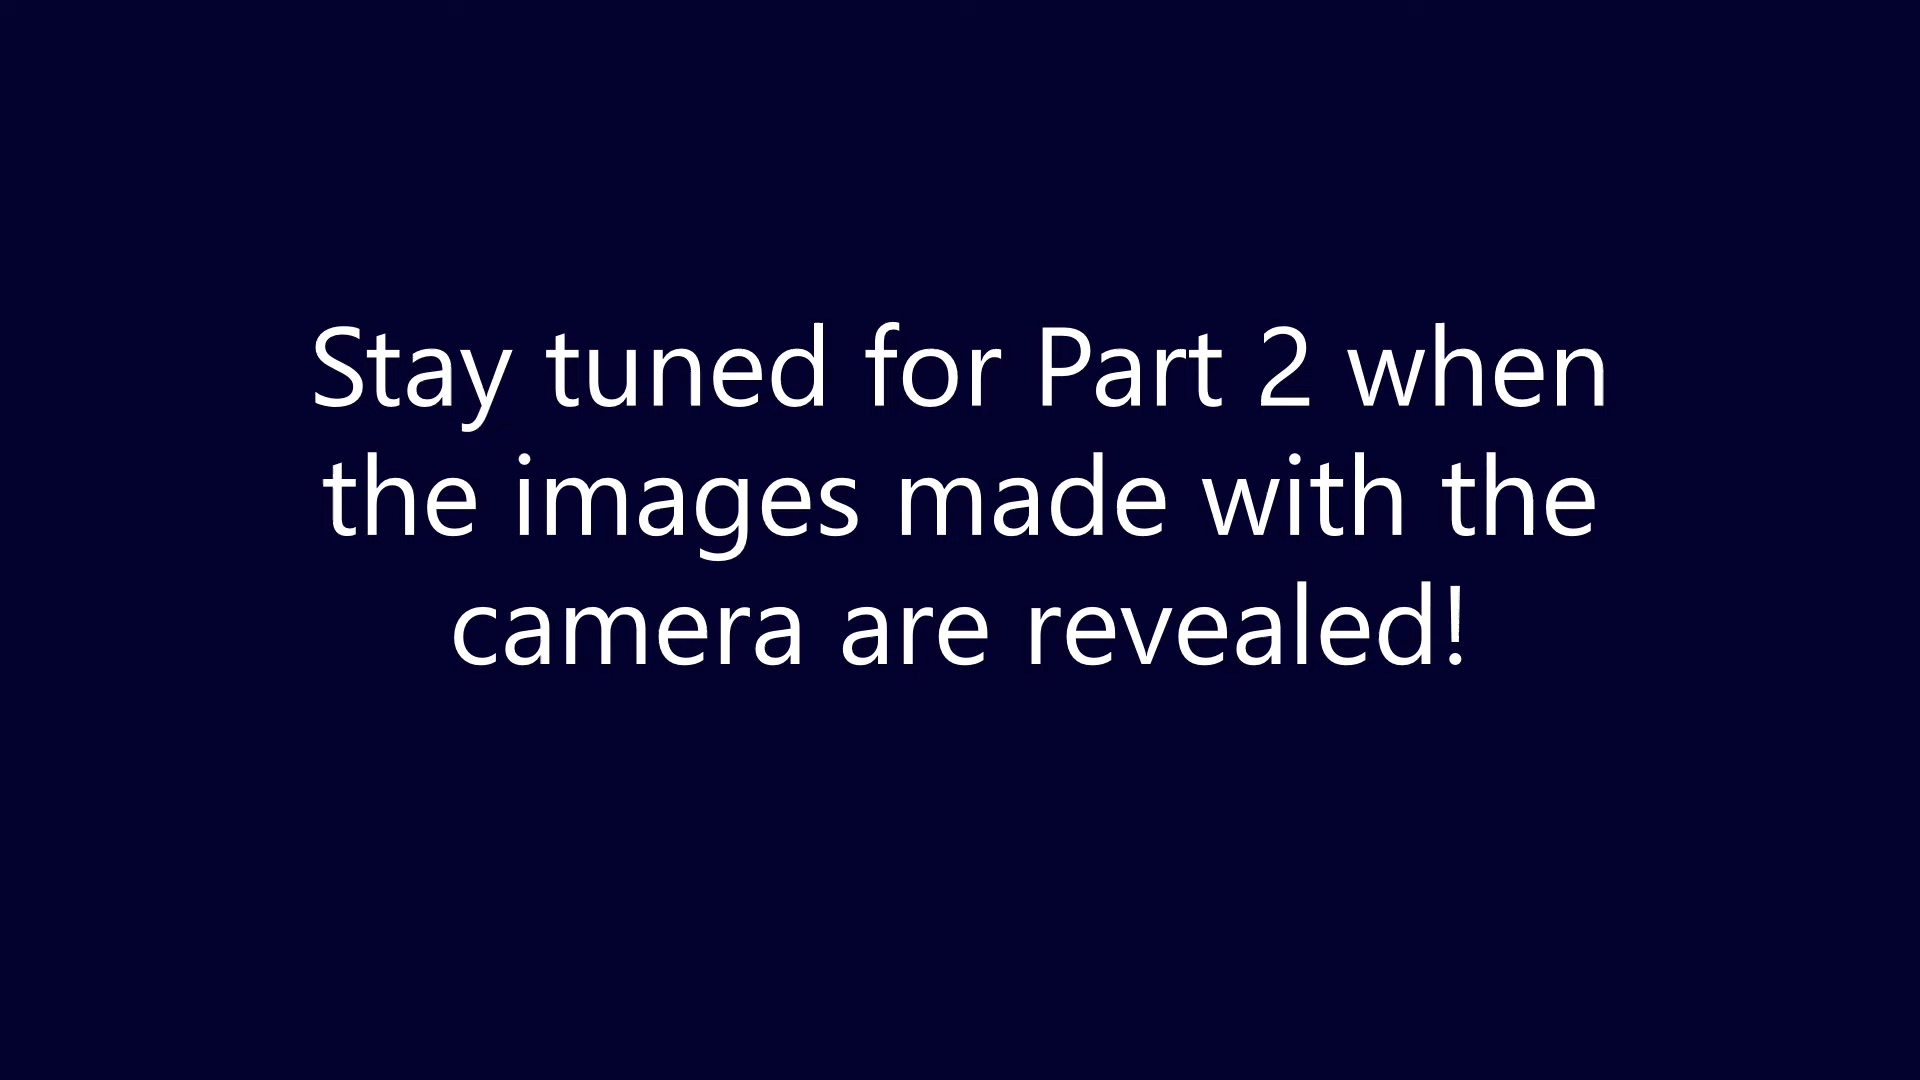 Stay tuned for Part 2 when
the images made with the
camera are revealed!